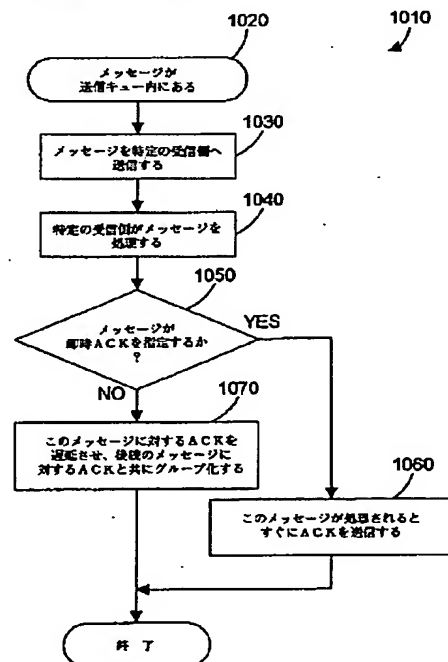 1010
1020
メッセージが
送信キュー内にある
1030
メッセージを特定の受信側へ
送信する
1040
特定の受信側がメッセージを
処理する
1050
メッセージが
即時ACKを指定するか
?
YES
NO
1070
このメッセージに対するACKを
遅延させ、後続のメッセージに
対するACKと共にグループ化する
1060
このメッセージが処理されると
すぐにACKを送信する
終 了